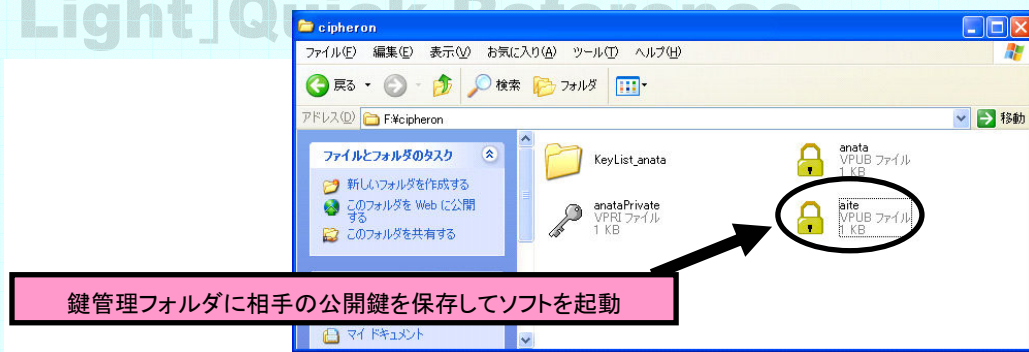 Light]Quick Reference
cipheron
ファイル(F) 編集(E) 表示(V) お気に入り(A) ツール(T) ヘルプ(H)
戻る 検索 フォルダ
アドレス(D) F:¥cipheron 移動
ファイルとフォルダのタスク
新しいフォルダを作成する
このフォルダを Web に公開
する
このフォルダを共有する
マイ ドキュメント
KeyList_anata
anata
VPUB ファイル
1 KB
anataPrivate
VPRI ファイル
1 KB
aite
VPUB ファイル
1 KB
鍵管理フォルダに相手の公開鍵を保存してソフトを起動